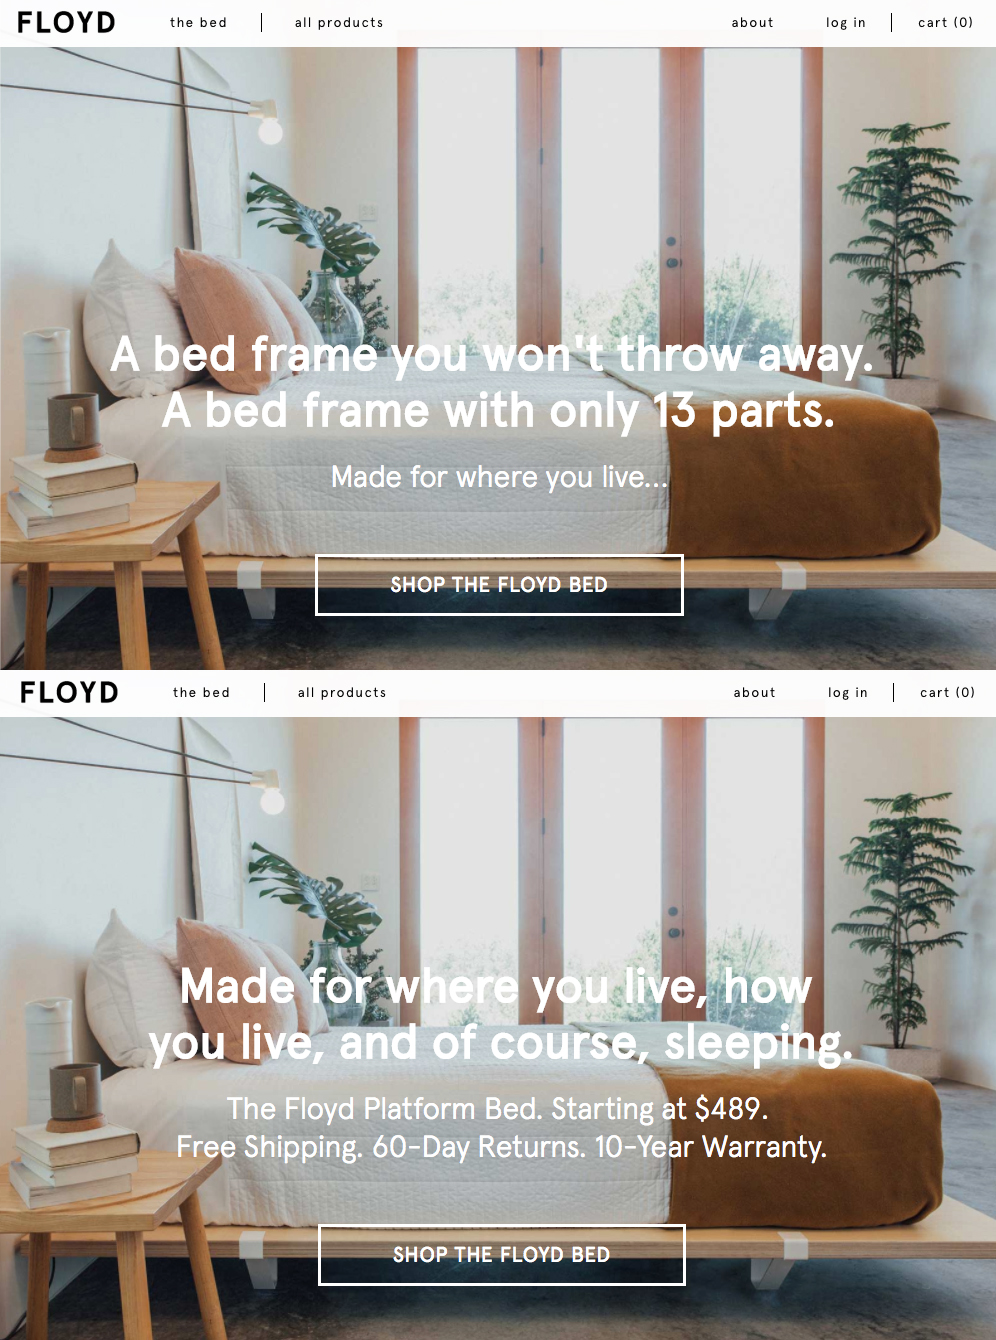 FLOYD the bed | all products about log in | cart (0)
A bed frame you won't throw away.
A bed frame with only 13 parts.
Made for where you live...
SHOP THE FLOYD BED
FLOYD the bed | all products about log in | cart (0)
Made for where you live, how
you live, and of course, sleeping.
The Floyd Platform Bed. Starting at $489.
Free Shipping. 60-Day Returns. 10-Year Warranty.
SHOP THE FLOYD BED